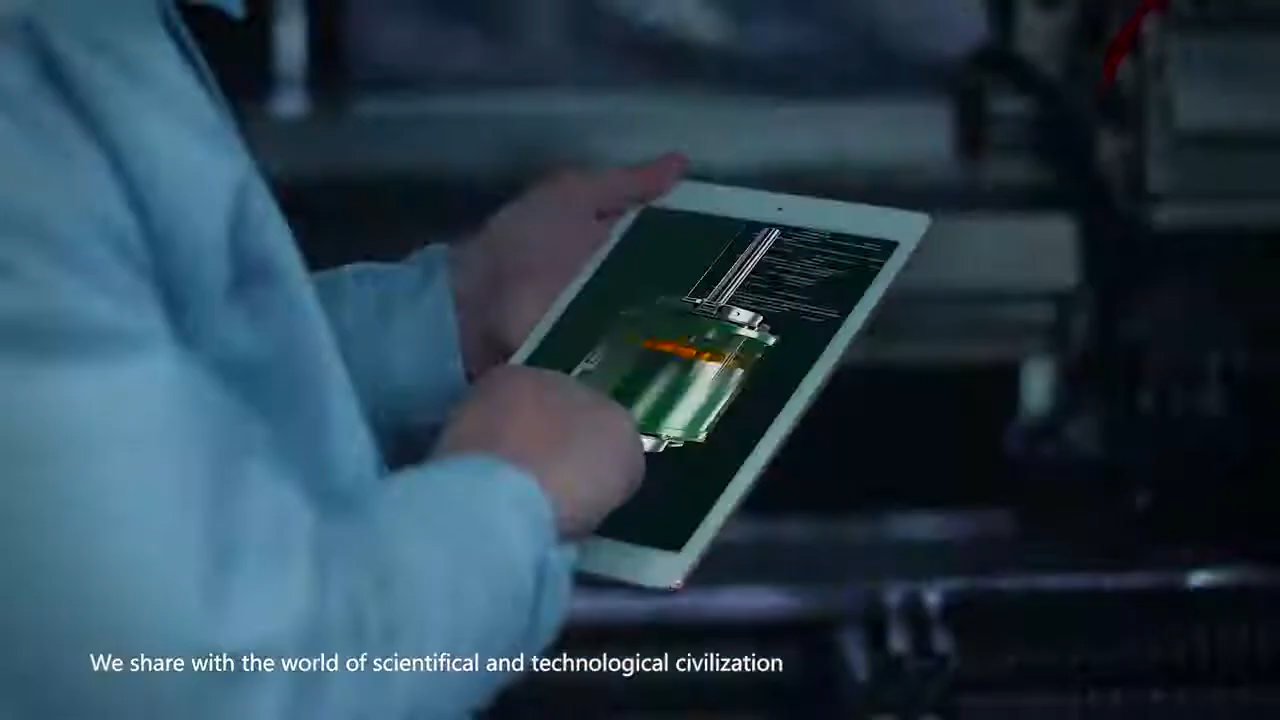 We share with the world of scientifical and technological civilization